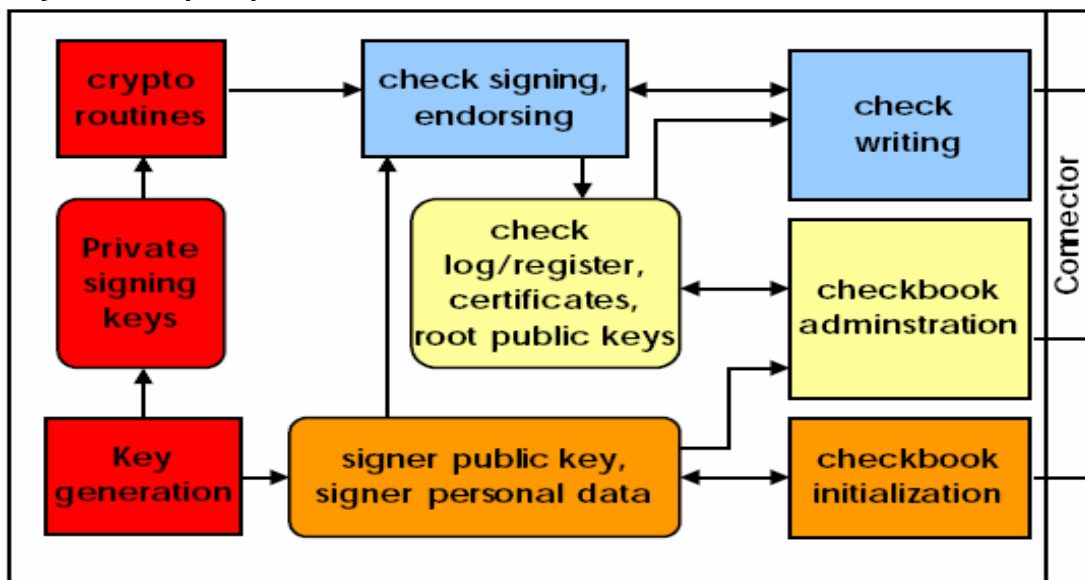 crypto
routines
check signing,
endorsing
check
writing
Private
signing
keys
check
log/register,
certificates,
root public keys
checkbook
adminstration
Connector
Key
generation
signer public key,
signer personal data
checkbook
initialization